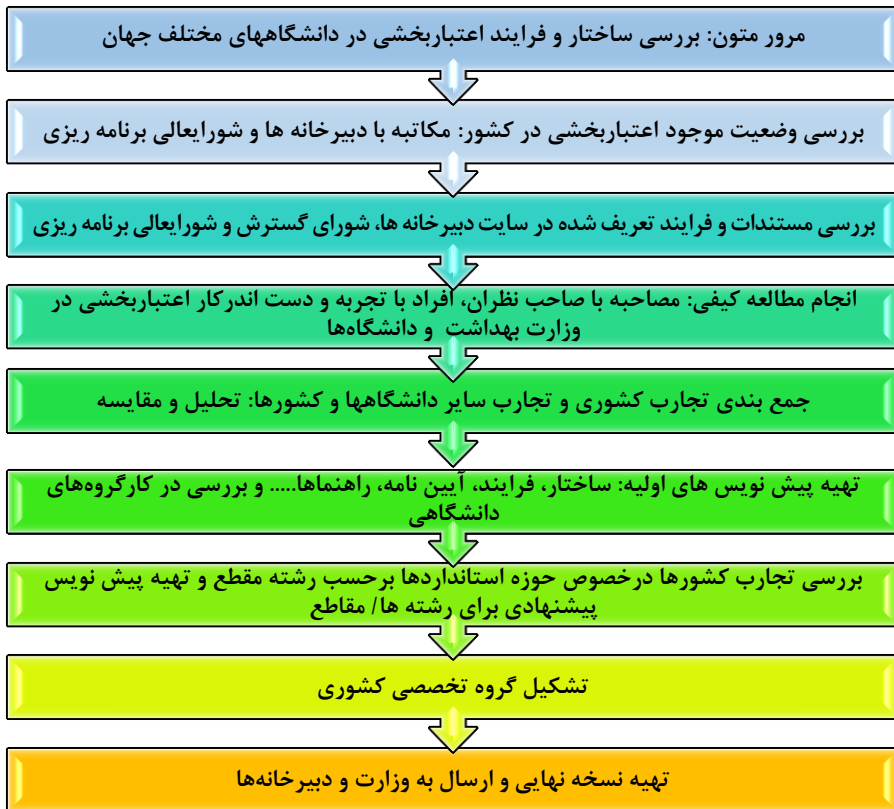 مرور متون: بررسی ساختار و فرایند اعتباربخشی در دانشگاههای مختلف جهان
بررسی وضعیت موجود اعتباربخشی در کشور: مکاتبه با دبیرخانه ها و شورایعالی برنامه ریزی
بررسی مستندات و فرایند تعریف شده در سایت دبیرخانه ها، شورای گسترش و شورایعالی برنامه ریزی
انجام مطالعه کیفی: مصاحبه با صاحب نظران، افراد با تجربه و دست اندرکار اعتباربخشی در
وزارت بهداشت و دانشگاه‌ها
جمع بندی تجارب کشوری و تجارب سایر دانشگاهها و کشورها: تحلیل و مقایسه
تهیه پیش نویس های اولیه: ساختار، فرایند، آیین نامه، راهنماها..... و بررسی در کارگروه‌های
دانشگاهی
بررسی تجارب کشورها درخصوص حوزه استانداردها برحسب رشته مقطع و تهیه پیش نویس
پیشنهادی برای رشته ها/ مقاطع
تشکیل گروه تخصصی کشوری
تهیه نسخه نهایی و ارسال به وزارت و دبیرخانه‌ها